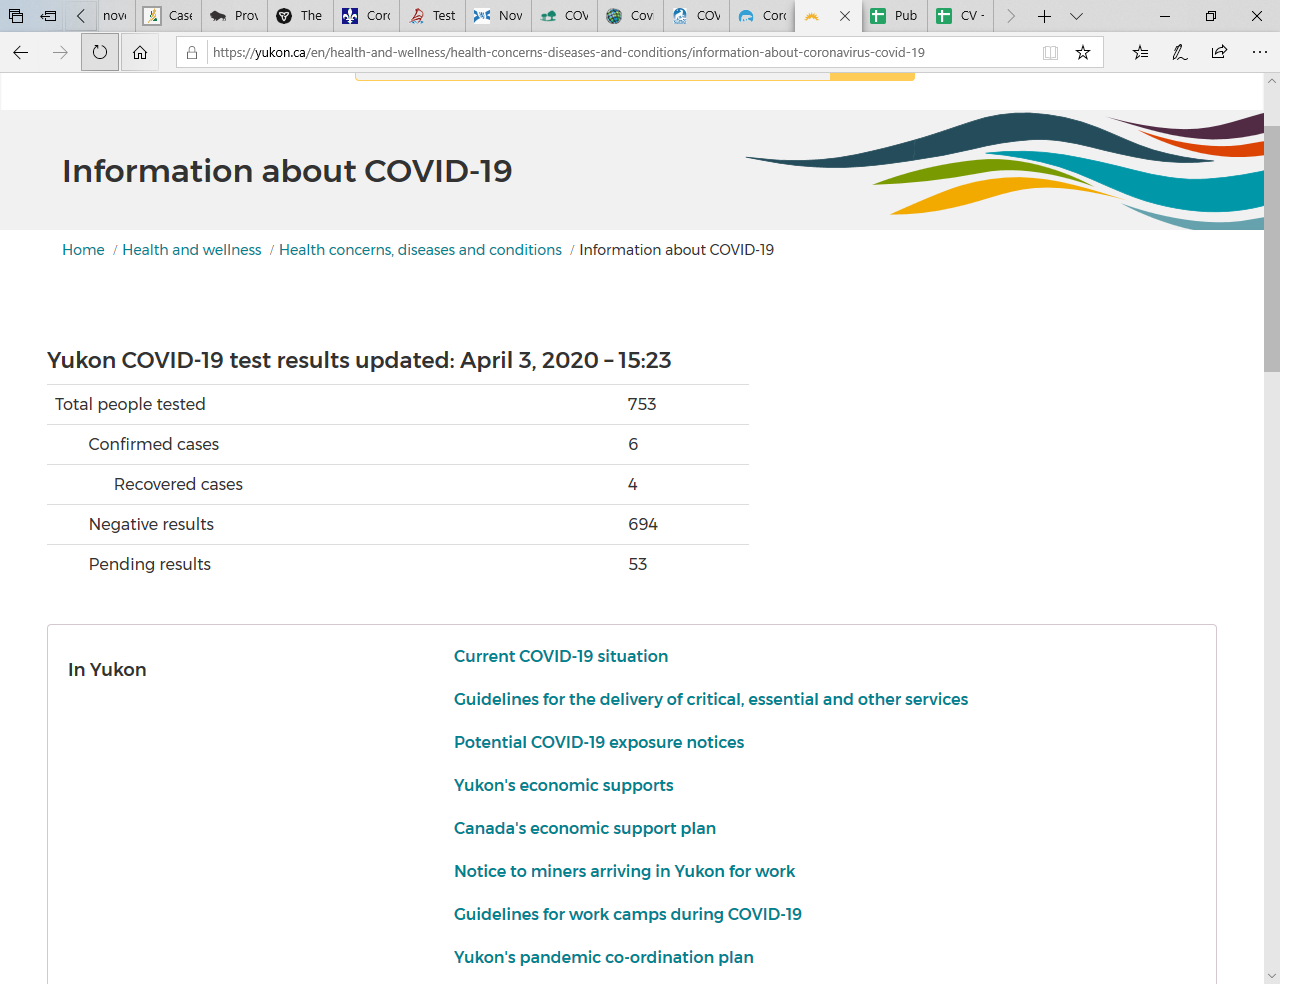 nov
Case
Prov
The
Coro
Test
Nov
COV
Cov
COV
Coro
Pub
CV -
https://yukon.ca/en/health-and-wellness/health-concerns-diseases-and-conditions/information-about-coronavirus-covid-19
Information about COVID-19
Home / Health and wellness / Health concerns, diseases and conditions / Information about COVID-19
Yukon COVID-19 test results updated: April 3, 2020 – 15:23
Total people tested 753
Confirmed cases 6
Recovered cases 4
Negative results 694
Pending results 53
In Yukon
Current COVID-19 situation
Guidelines for the delivery of critical, essential and other services
Potential COVID-19 exposure notices
Yukon's economic supports
Canada's economic support plan
Notice to miners arriving in Yukon for work
Guidelines for work camps during COVID-19
Yukon's pandemic co-ordination plan